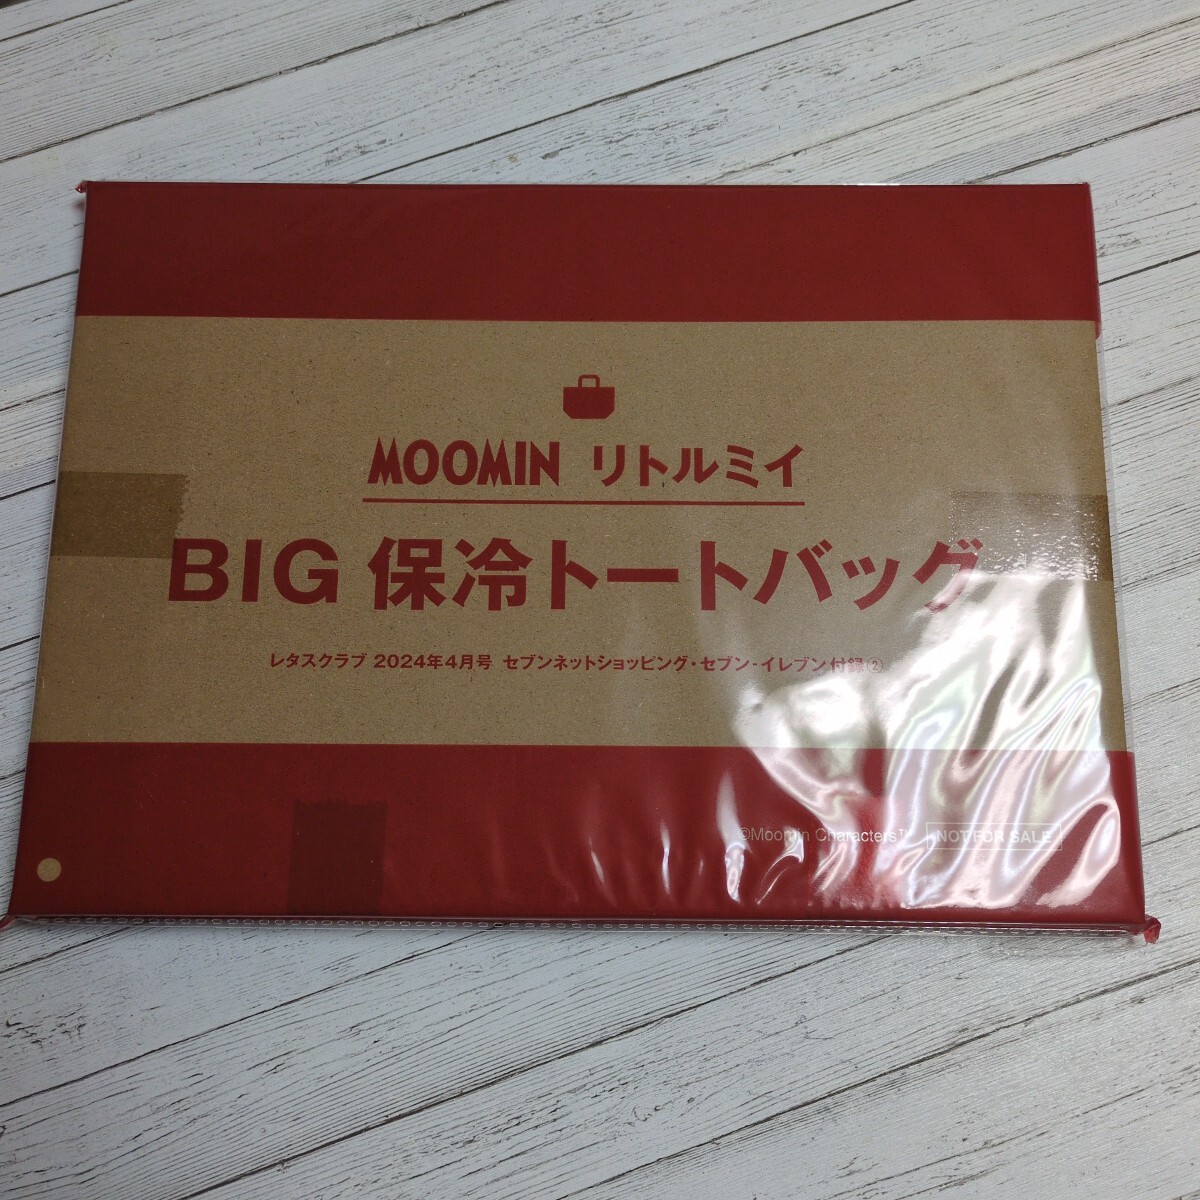 MOOMIN リトルミイ
BIG 保冷トートバッグ
レタスクラブ 2024年4月号 セブンネットショッピング・セブン-イレブン付録②
©Moomin Characters™ NOT FOR SALE